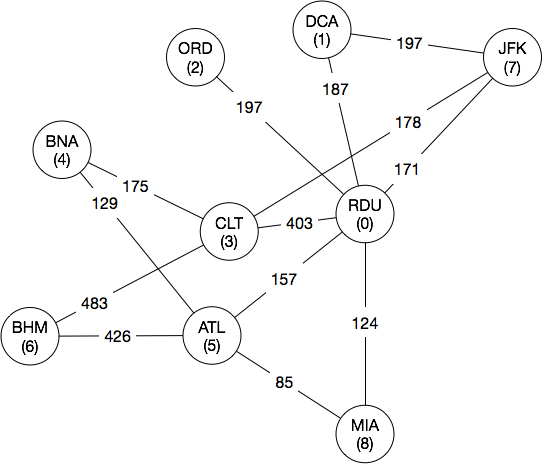 DCA
(1)
ORD
(2)
197
JFK
(7)
187
197
178
BNA
(4)
171
175
129
RDU
(0)
CLT
(3)
403
157
483
BHM
(6)
426
ATL
(5)
124
85
MIA
(8)